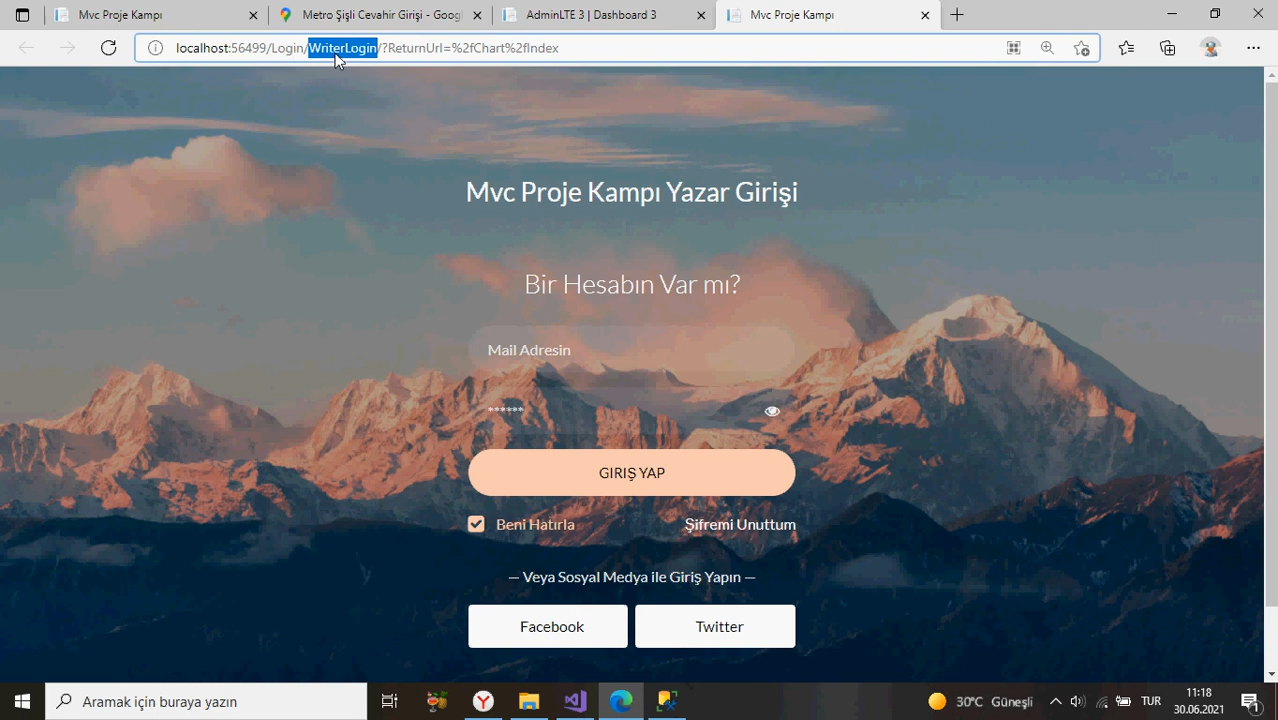 Mvc Proje Kampı
Metro Şişli Cevahir Girişi - Googl
AdminLTE 3 | Dashboard 3
Mvc Proje Kampı
localhost:56499/Login/WriterLogin/?ReturnUrl=%2fChart%2fIndex
Mvc Proje Kampı Yazar Girişi
Bir Hesabın Var mı?
Mail Adresin
******
GIRIŞ YAP
Beni Hatırla
Şifremi Unuttum
— Veya Sosyal Medya ile Giriş Yapın —
Facebook
Twitter
Aramak için buraya yazın
30°C Güneşli
TUR
11:18
30.06.2021
1